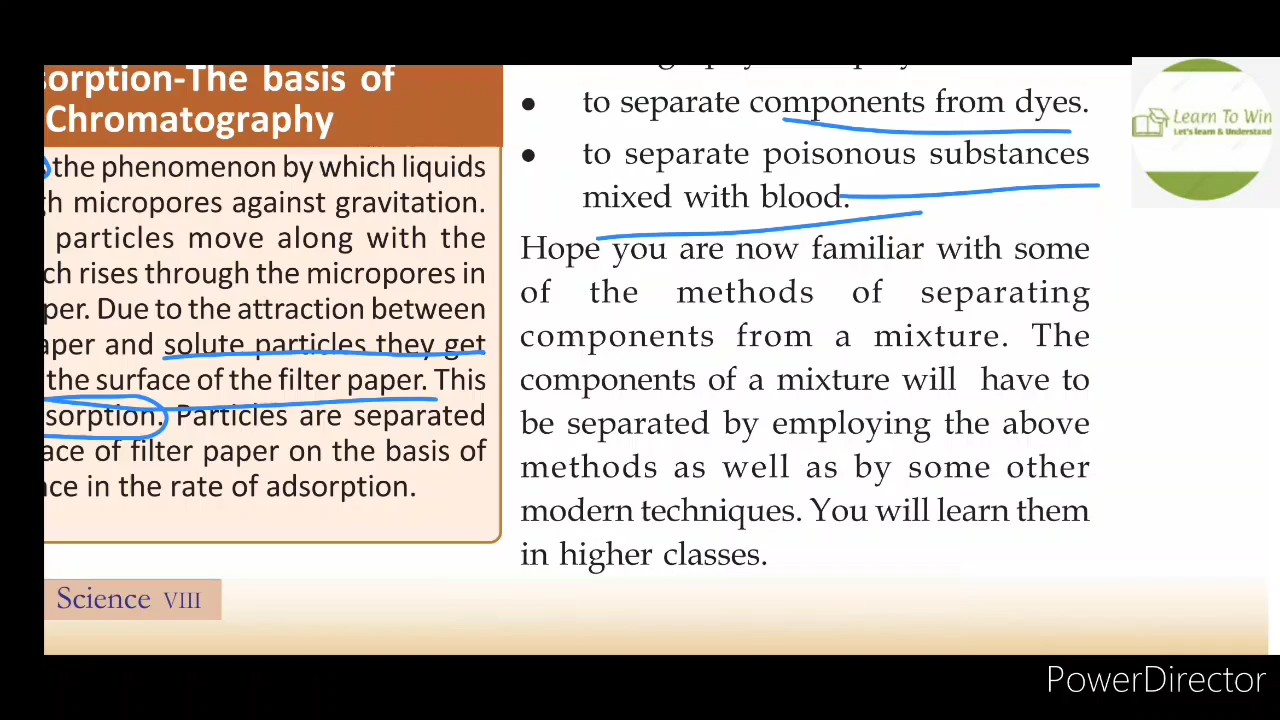 sorption-The basis of
Chromatography
the phenomenon by which liquids
gh micropores against gravitation.
particles move along with the
ch rises through the micropores in
per. Due to the attraction between
aper and solute particles they get
the surface of the filter paper. This
sorption. Particles are separated
ace of filter paper on the basis of
nce in the rate of adsorption.
Science VIII
• to separate components from dyes.
• to separate poisonous substances
mixed with blood.
Hope you are now familiar with some
of the methods of separating
components from a mixture. The
components of a mixture will have to
be separated by employing the above
methods as well as by some other
modern techniques. You will learn them
in higher classes.
Learn To Win
Let's learn & Understand
PowerDirector